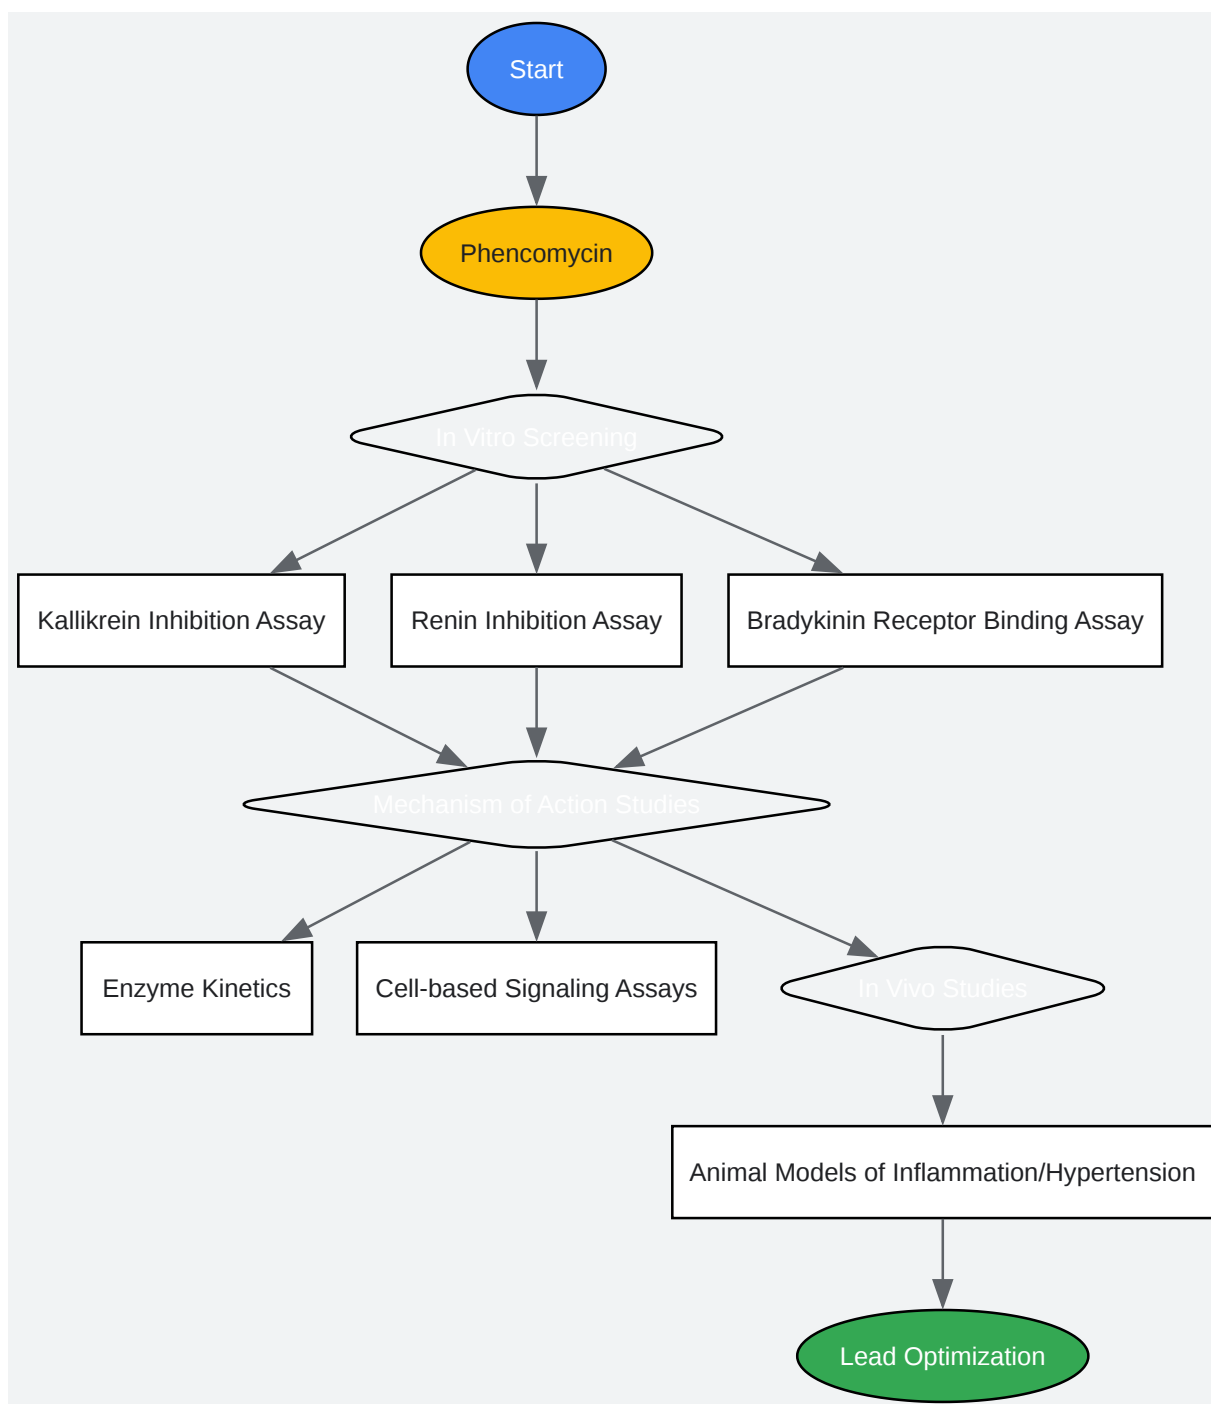 Start
Phencomycin
In Vitro Screening
Kallikrein Inhibition Assay
Renin Inhibition Assay
Bradykinin Receptor Binding Assay
Mechanism of Action Studies
Enzyme Kinetics
Cell-based Signaling Assays
In Vivo Studies
Animal Models of Inflammation/Hypertension
Lead Optimization